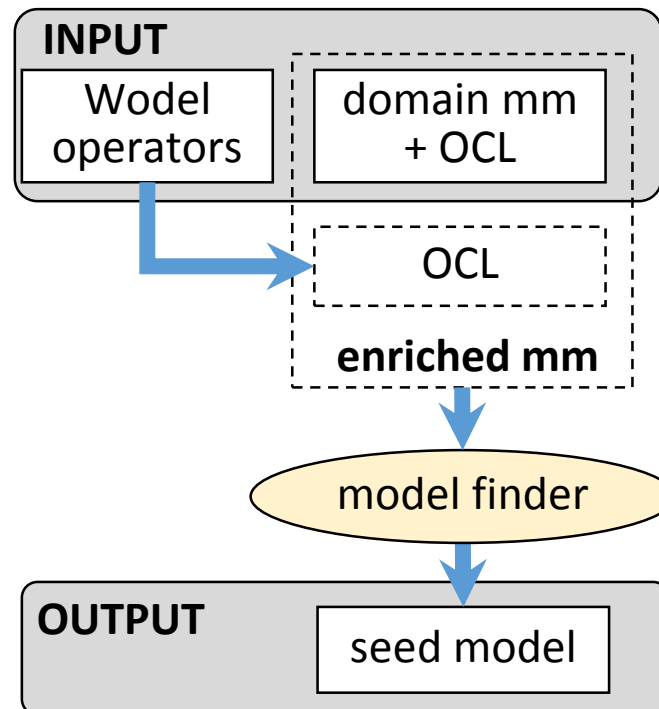 INPUT
Wodel
operators
domain mm
+ OCL
OCL
enriched mm
model finder
OUTPUT
seed model